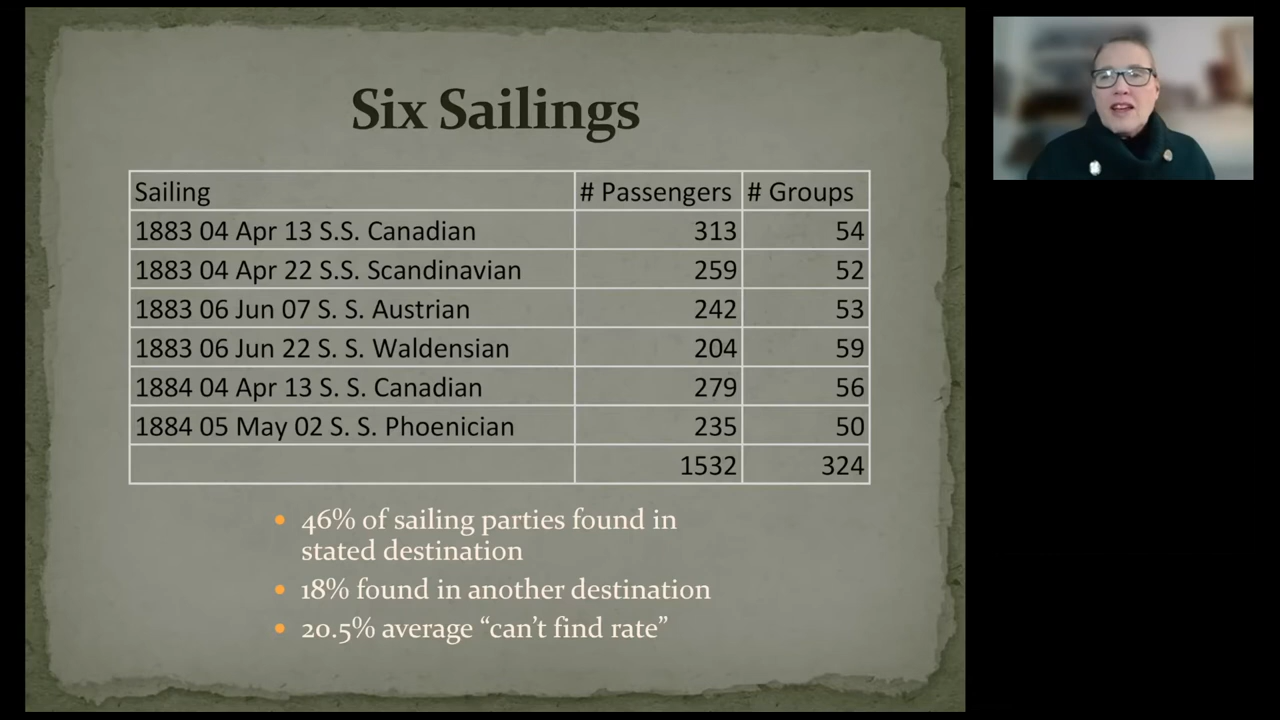 Six Sailings
Sailing # Passengers # Groups
1883 04 Apr 13 S.S. Canadian 313 54
1883 04 Apr 22 S.S. Scandinavian 259 52
1883 06 Jun 07 S. S. Austrian 242 53
1883 06 Jun 22 S. S. Waldensian 204 59
1884 04 Apr 13 S. S. Canadian 279 56
1884 05 May 02 S. S. Phoenician 235 50
1532 324
• 46% of sailing parties found in
stated destination
• 18% found in another destination
• 20.5% average “can’t find rate”